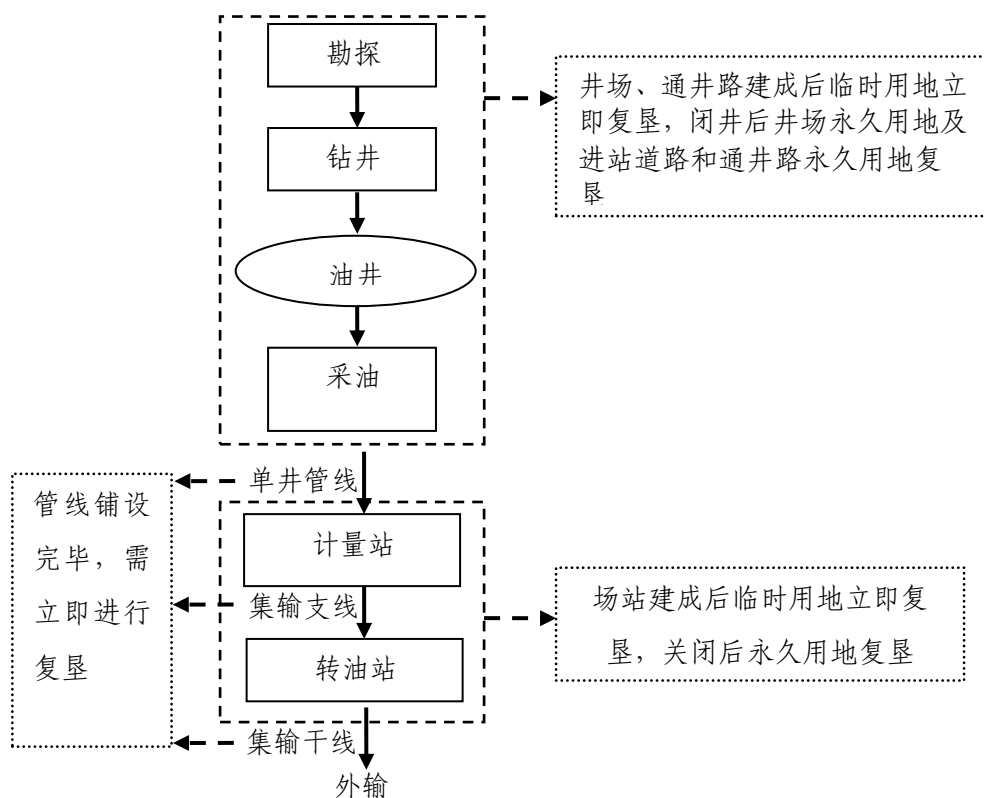 勘探
钻井
油井
采油
井场、通井路建成后临时用地立
即复垦，闭井后井场永久用地及
进站道路和通井路永久用地复
垦
单井管线
管线铺设
完毕，需
立即进行
复垦
计量站
集输支线
转油站
场站建成后临时用地立即复
垦，关闭后永久用地复垦
集输干线
外输